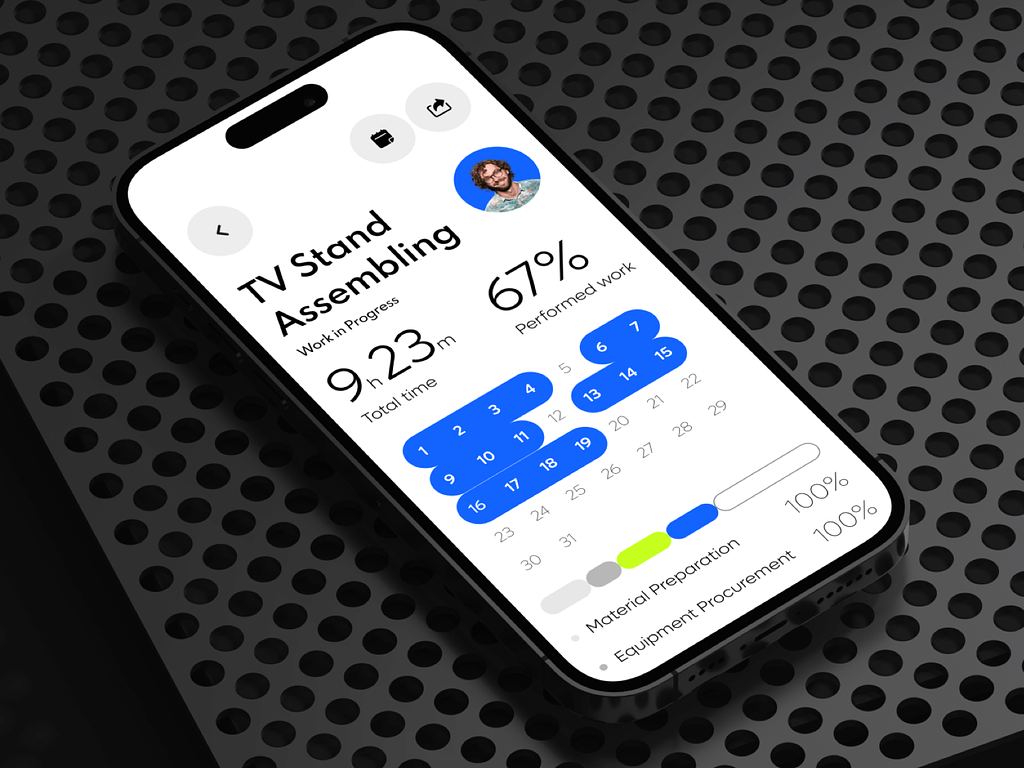 TV Stand
Assembling
Work in Progress
9 h 23 m
Total time
67%
Performed work
1 2 3 4 5 6 7
9 10 11 12 13 14 15
16 17 18 19 20 21 22
23 24 25 26 27 28 29
30 31
Material Preparation 100%
Equipment Procurement 100%